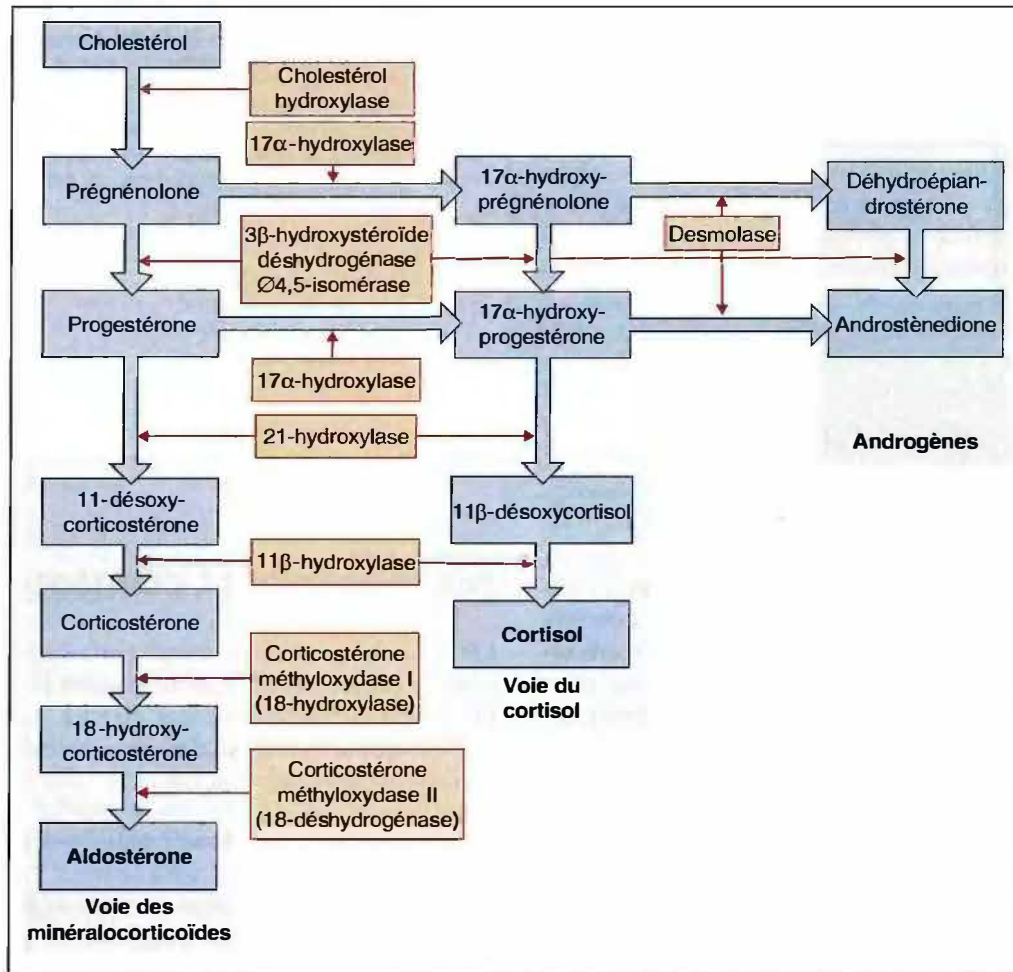 Cholestérol
Cholestérol
hydroxylase
17α-hydroxylase
Prégnénolone
17α-hydroxy-
prégnénolone
Déhydroépian-
drostérone
3β-hydroxystéroïde
déshydrogénase
Ø4,5-isomérase
Desmolase
Progestérone
17α-hydroxy-
progestérone
Androstènedione
17α-hydroxylase
21-hydroxylase
Androgènes
11-désoxy-
corticostérone
11β-désoxycortisol
11β-hydroxylase
Corticostérone
Cortisol
Voie du
cortisol
Corticostérone
méthyloxydase I
(18-hydroxylase)
18-hydroxy-
corticostérone
Corticostérone
méthyloxydase II
(18-déshydrogénase)
Aldostérone
Voie des
minéralocorticoïdes